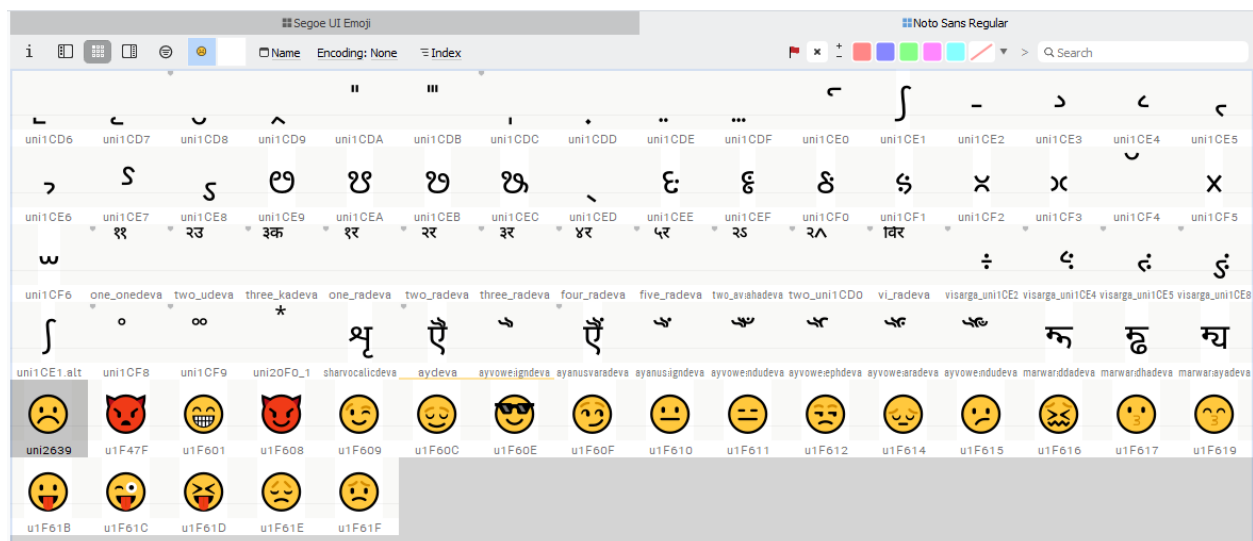 Segoe UI Emoji Noto Sans Regular
i Name Encoding: None Index > Search
uni1CD6 uni1CD7 uni1CD8 uni1CD9 uni1CDA uni1CDB uni1CDC uni1CDD uni1CDE uni1CDF uni1CE0 uni1CE1 uni1CE2 uni1CE3 uni1CE4 uni1CE5
uni1CE6 uni1CE7 uni1CE8 uni1CE9 uni1CEA uni1CEB uni1CEC uni1CED uni1CEE uni1CEF uni1CF0 uni1CF1 uni1CF2 uni1CF3 uni1CF4 uni1CF5
११ २उ ३क १र २र ३र ४र ५र २ऽ विर
uni1CF6 one_onedeva two_udeva three_kadeva one_radeva two_radeva three_radeva four_radeva five_radeva two_uni1CD0 vi_radeva visarga_uni1CE2 visarga_uni1CE4 visarga_uni1CE5 visarga_uni1CE8
*
uni1CE1.alt uni1CF8 uni1CF9 uni20F0_1 sharvocalicdeva aydeva ayanusvaradeva
uni2639 u1F47F u1F601 u1F608 u1F609 u1F60C u1F60E u1F60F u1F610 u1F611 u1F612 u1F614 u1F615 u1F616 u1F617 u1F619
u1F61B u1F61C u1F61D u1F61E u1F61F